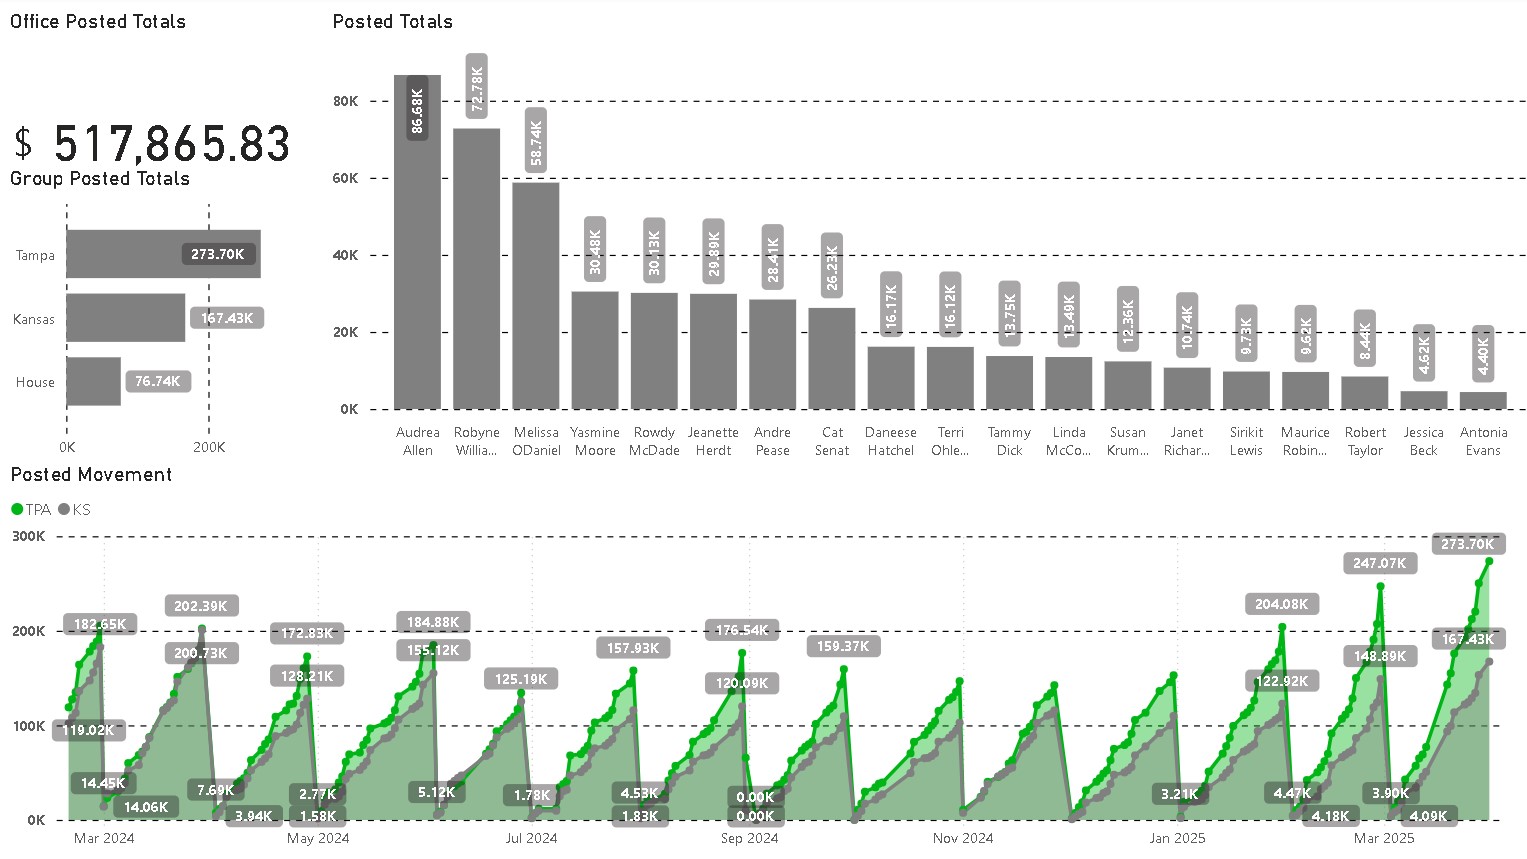 Office Posted Totals
$ 517,865.83
Group Posted Totals
Tampa 273.70K
Kansas 167.43K
House 76.74K
0K 200K
Posted Totals
80K
60K
40K
20K
0K
86.68K 72.78K 58.74K 30.48K 30.13K 29.89K 28.41K 26.23K 16.17K 16.12K 13.75K 13.49K 12.36K 10.74K 9.73K 9.62K 8.44K 4.62K 4.40K
Audrea Robyne Melissa Yasmine Rowdy Jeanette Andre Cat Daneese Terri Tammy Linda Susan Janet Sirikit Maurice Robert Jessica Antonia
Allen Willia... ODaniel Moore McDade Herdt Pease Senat Hatchel Ohle... Dick McCo... Krum... Richar... Lewis Robin... Taylor Beck Evans
Posted Movement
TPA KS
300K
200K
100K
0K
182.65K 202.39K 172.83K 184.88K 125.19K 157.93K 176.54K 159.37K 204.08K 247.07K 273.70K
119.02K 200.73K 128.21K 155.12K 120.09K 122.92K 148.89K 167.43K
14.45K 7.69K 2.77K 5.12K 1.78K 4.53K 0.00K 3.21K 4.47K 3.90K
14.06K 3.94K 1.58K 1.83K 0.00K 4.18K 4.09K
Mar 2024 May 2024 Jul 2024 Sep 2024 Nov 2024 Jan 2025 Mar 2025